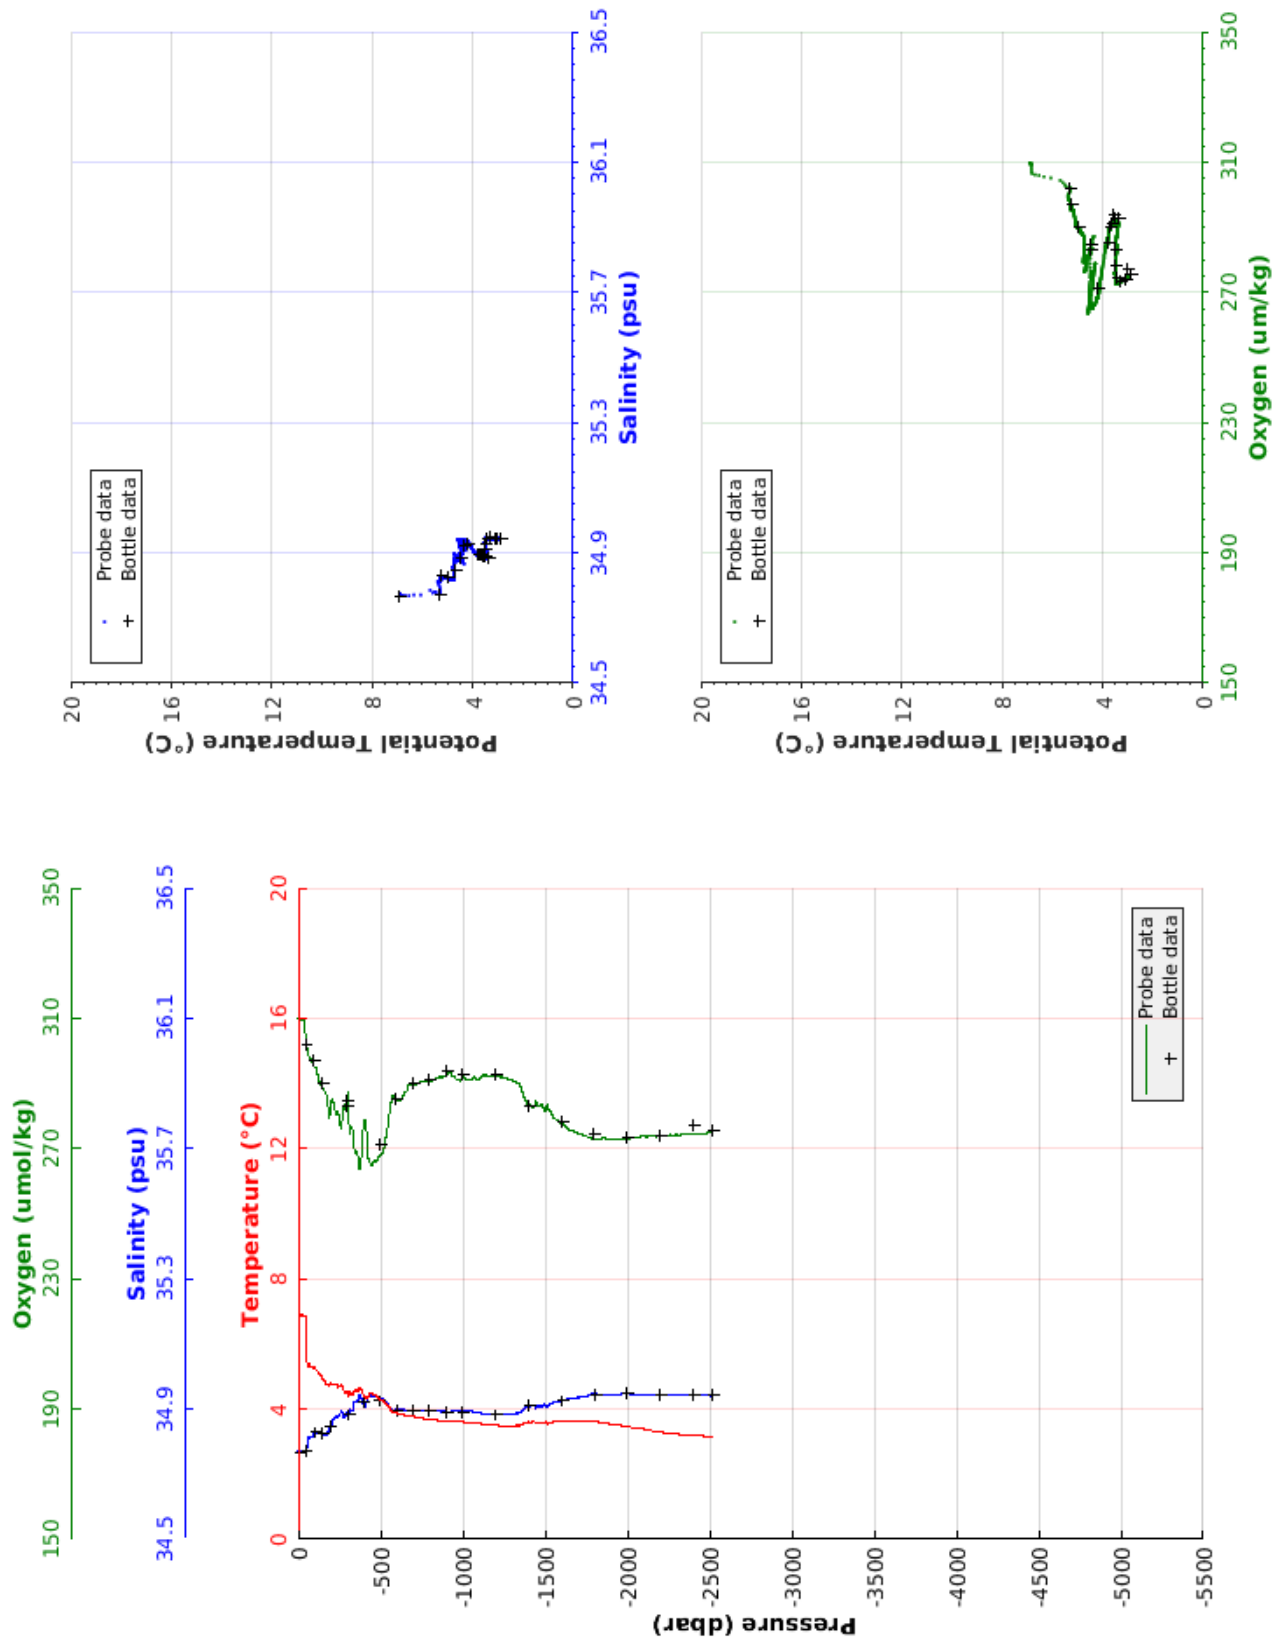 Oxygen (umol/kg)
150 190 230 270 310 350
Salinity (psu)
34.5 34.9 35.3 35.7 36.1 36.5
Temperature (°C)
0 4 8 12 16 20
Pressure (dbar)
0
-500
-1000
-1500
-2000
-2500
-3000
-3500
-4000
-4500
-5000
-5500
Probe data
Bottle data
Potential Temperature (°C)
20
16
12
8
4
0
Probe data
Bottle data
34.5 34.9 35.3 35.7 36.1 36.5
Salinity (psu)
Potential Temperature (°C)
20
16
12
8
4
0
Probe data
Bottle data
150 190 230 270 310 350
Oxygen (um/kg)